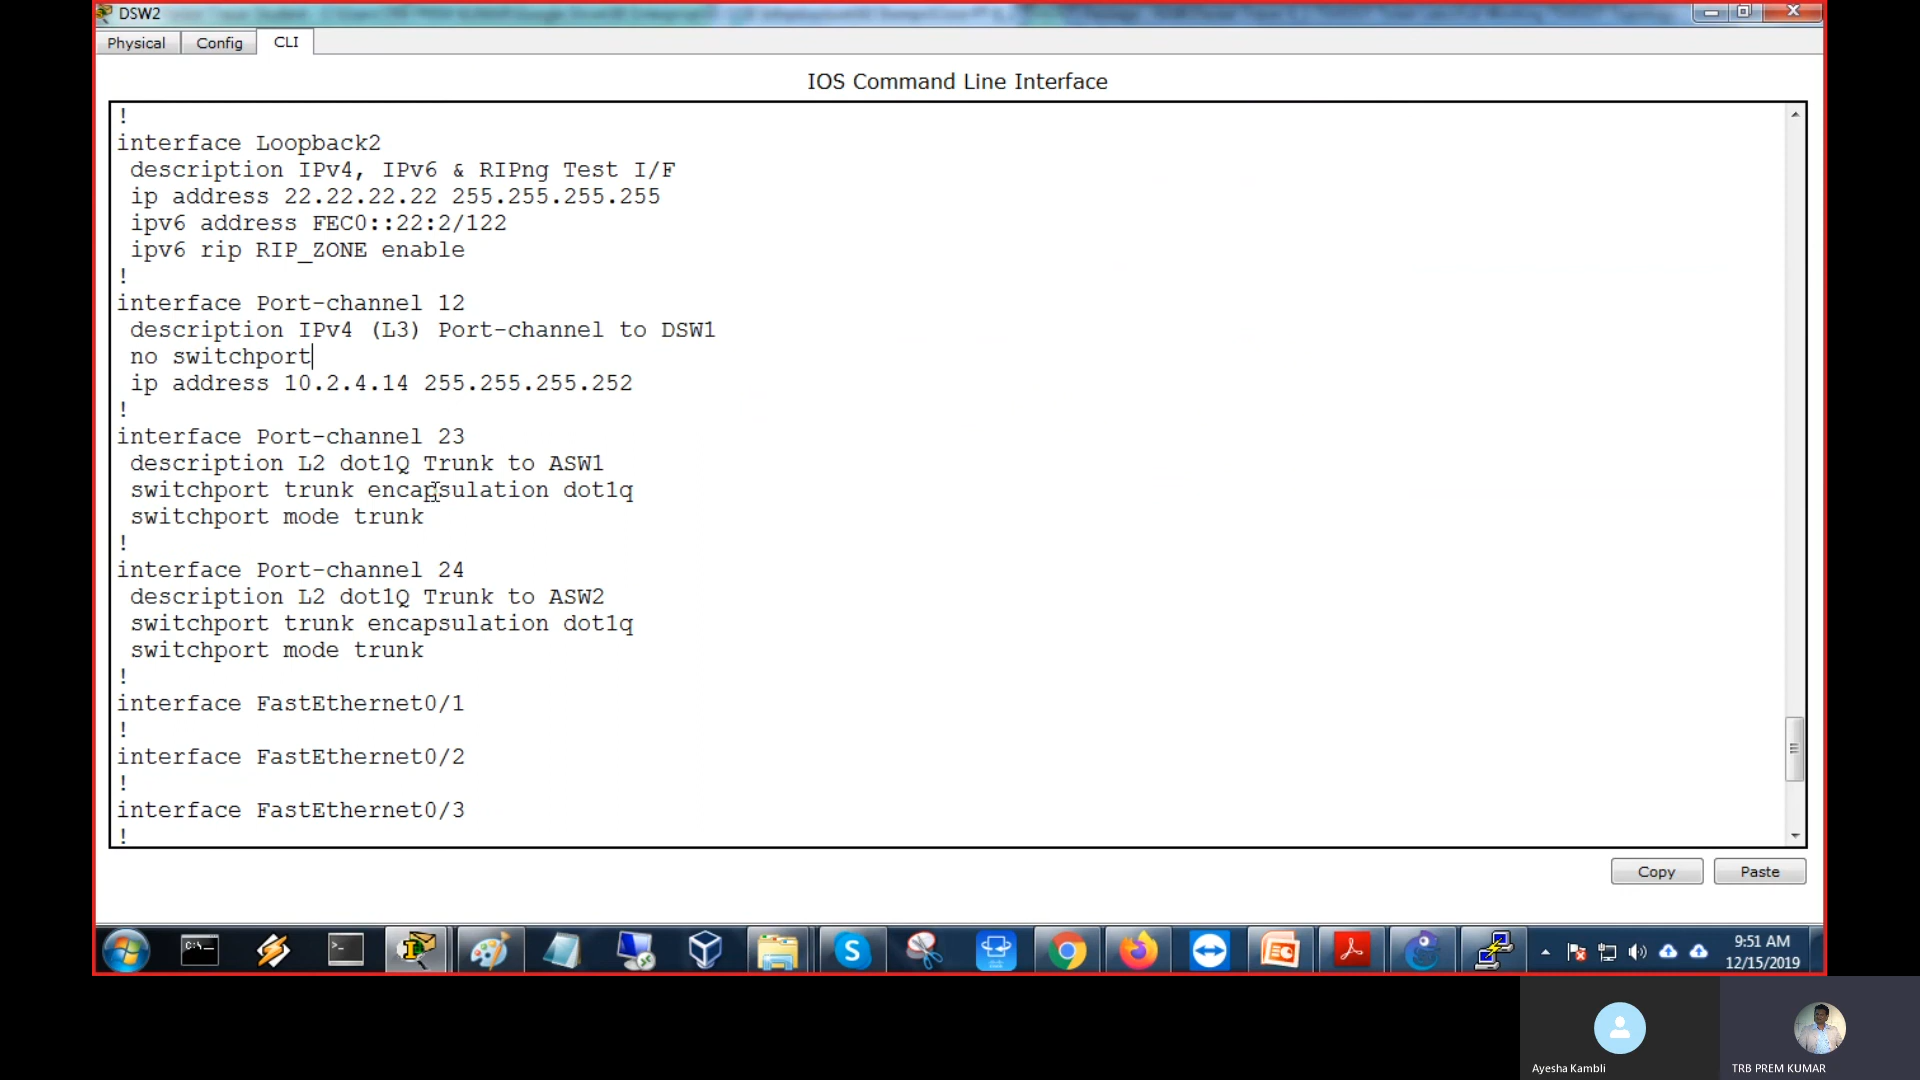 DSW2
Physical
Config
CLI
IOS Command Line Interface
!
interface Loopback2
description IPv4, IPv6 & RIPng Test I/F
ip address 22.22.22.22 255.255.255.255
ipv6 address FEC0::22:2/122
ipv6 rip RIP_ZONE enable
!
interface Port-channel 12
description IPv4 (L3) Port-channel to DSW1
no switchport
ip address 10.2.4.14 255.255.255.252
!
interface Port-channel 23
description L2 dot1Q Trunk to ASW1
switchport trunk encapsulation dot1q
switchport mode trunk
!
interface Port-channel 24
description L2 dot1Q Trunk to ASW2
switchport trunk encapsulation dot1q
switchport mode trunk
!
interface FastEthernet0/1
!
interface FastEthernet0/2
!
interface FastEthernet0/3
!
Copy
Paste
9:51 AM
12/15/2019
Ayesha Kambli
TRB PREM KUMAR